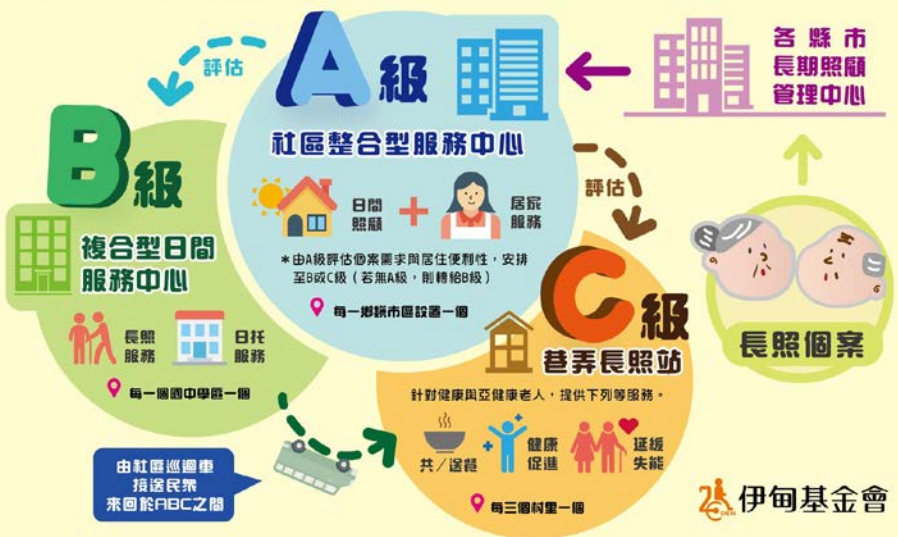 A級
社區整合型服務中心
日間
照顧
+
居家
服務
*由A級評估個案需求與居住便利性，安排
至B或C級（若無A級，則轉給B級）
每一鄉鎮市區設置一個
評估
評估
各縣市
長期照顧
管理中心
長照個案
B級
複合型日間
服務中心
長照
服務
日托
服務
每一個國中學區一個
C級
巷弄長照站
針對健康與亞健康老人，提供下列等服務。
共／送餐
+
健康
促進
延緩
失能
每三個村里一個
由社區巡迴車
接送民眾
來回於ABC之間
伊甸基金會